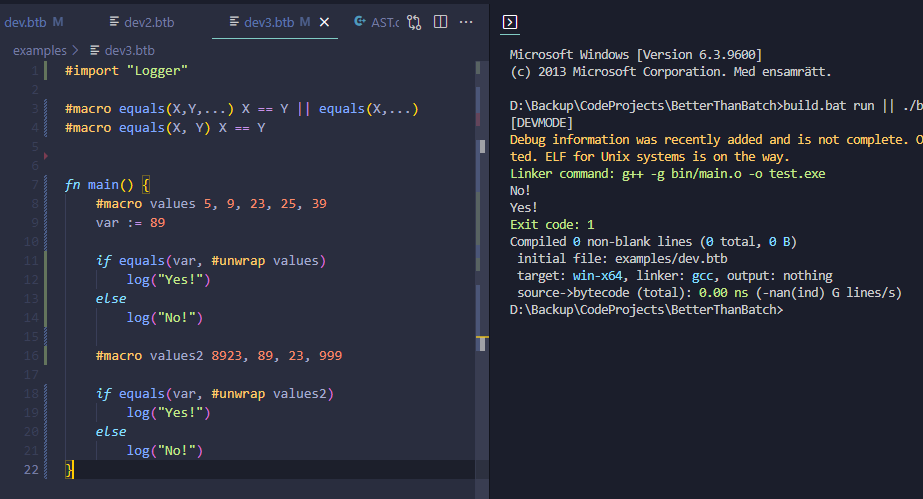 dev.btb M
dev2.btb
dev3.btb M
AST.c
examples > dev3.btb
1 #import "Logger"
2
3 #macro equals(X,Y,...) X == Y || equals(X,...)
4 #macro equals(X, Y) X == Y
5
6
7 fn main() {
8 #macro values 5, 9, 23, 25, 39
9 var := 89
10
11 if equals(var, #unwrap values)
12 log("Yes!")
13 else
14 log("No!")
15
16 #macro values2 8923, 89, 23, 999
17
18 if equals(var, #unwrap values2)
19 log("Yes!")
20 else
21 log("No!")
22 }
Microsoft Windows [Version 6.3.9600]
(c) 2013 Microsoft Corporation. Med ensamrätt.
D:\Backup\CodeProjects\BetterThanBatch>build.bat run || ./b
[DEVMODE]
Debug information was recently added and is not complete. O
ted. ELF for Unix systems is on the way.
Linker command: g++ -g bin/main.o -o test.exe
No!
Yes!
Exit code: 1
Compiled 0 non-blank lines (0 total, 0 B)
initial file: examples/dev.btb
target: win-x64, linker: gcc, output: nothing
source->bytecode (total): 0.00 ns (-nan(ind) G lines/s)
D:\Backup\CodeProjects\BetterThanBatch>